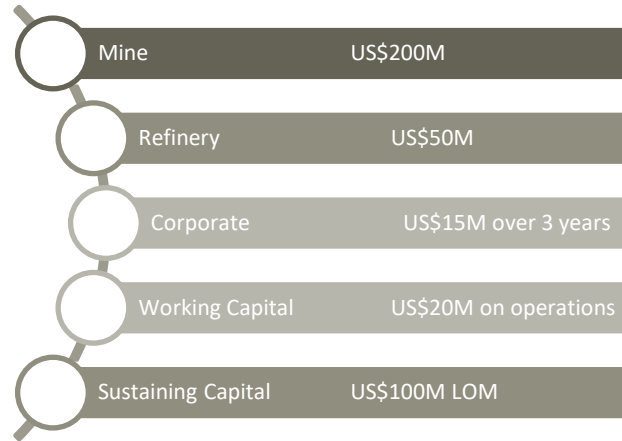 Mine US$200M
Refinery US$50M
Corporate US$15M over 3 years
Working Capital US$20M on operations
Sustaining Capital US$100M LOM